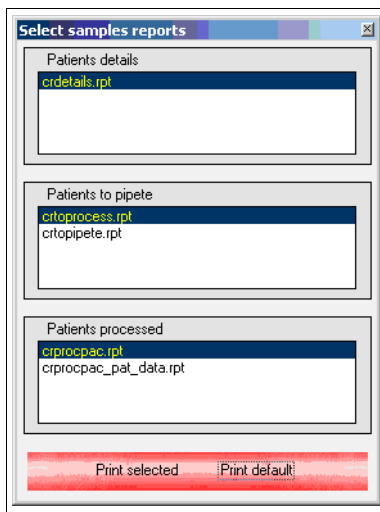 Select samples reports
Patients details
crdetails.rpt
Patients to pipete
crtoprocess.rpt
crtopipete.rpt
Patients processed
crprocpac.rpt
crprocpac_pat_data.rpt
Print selected Print default